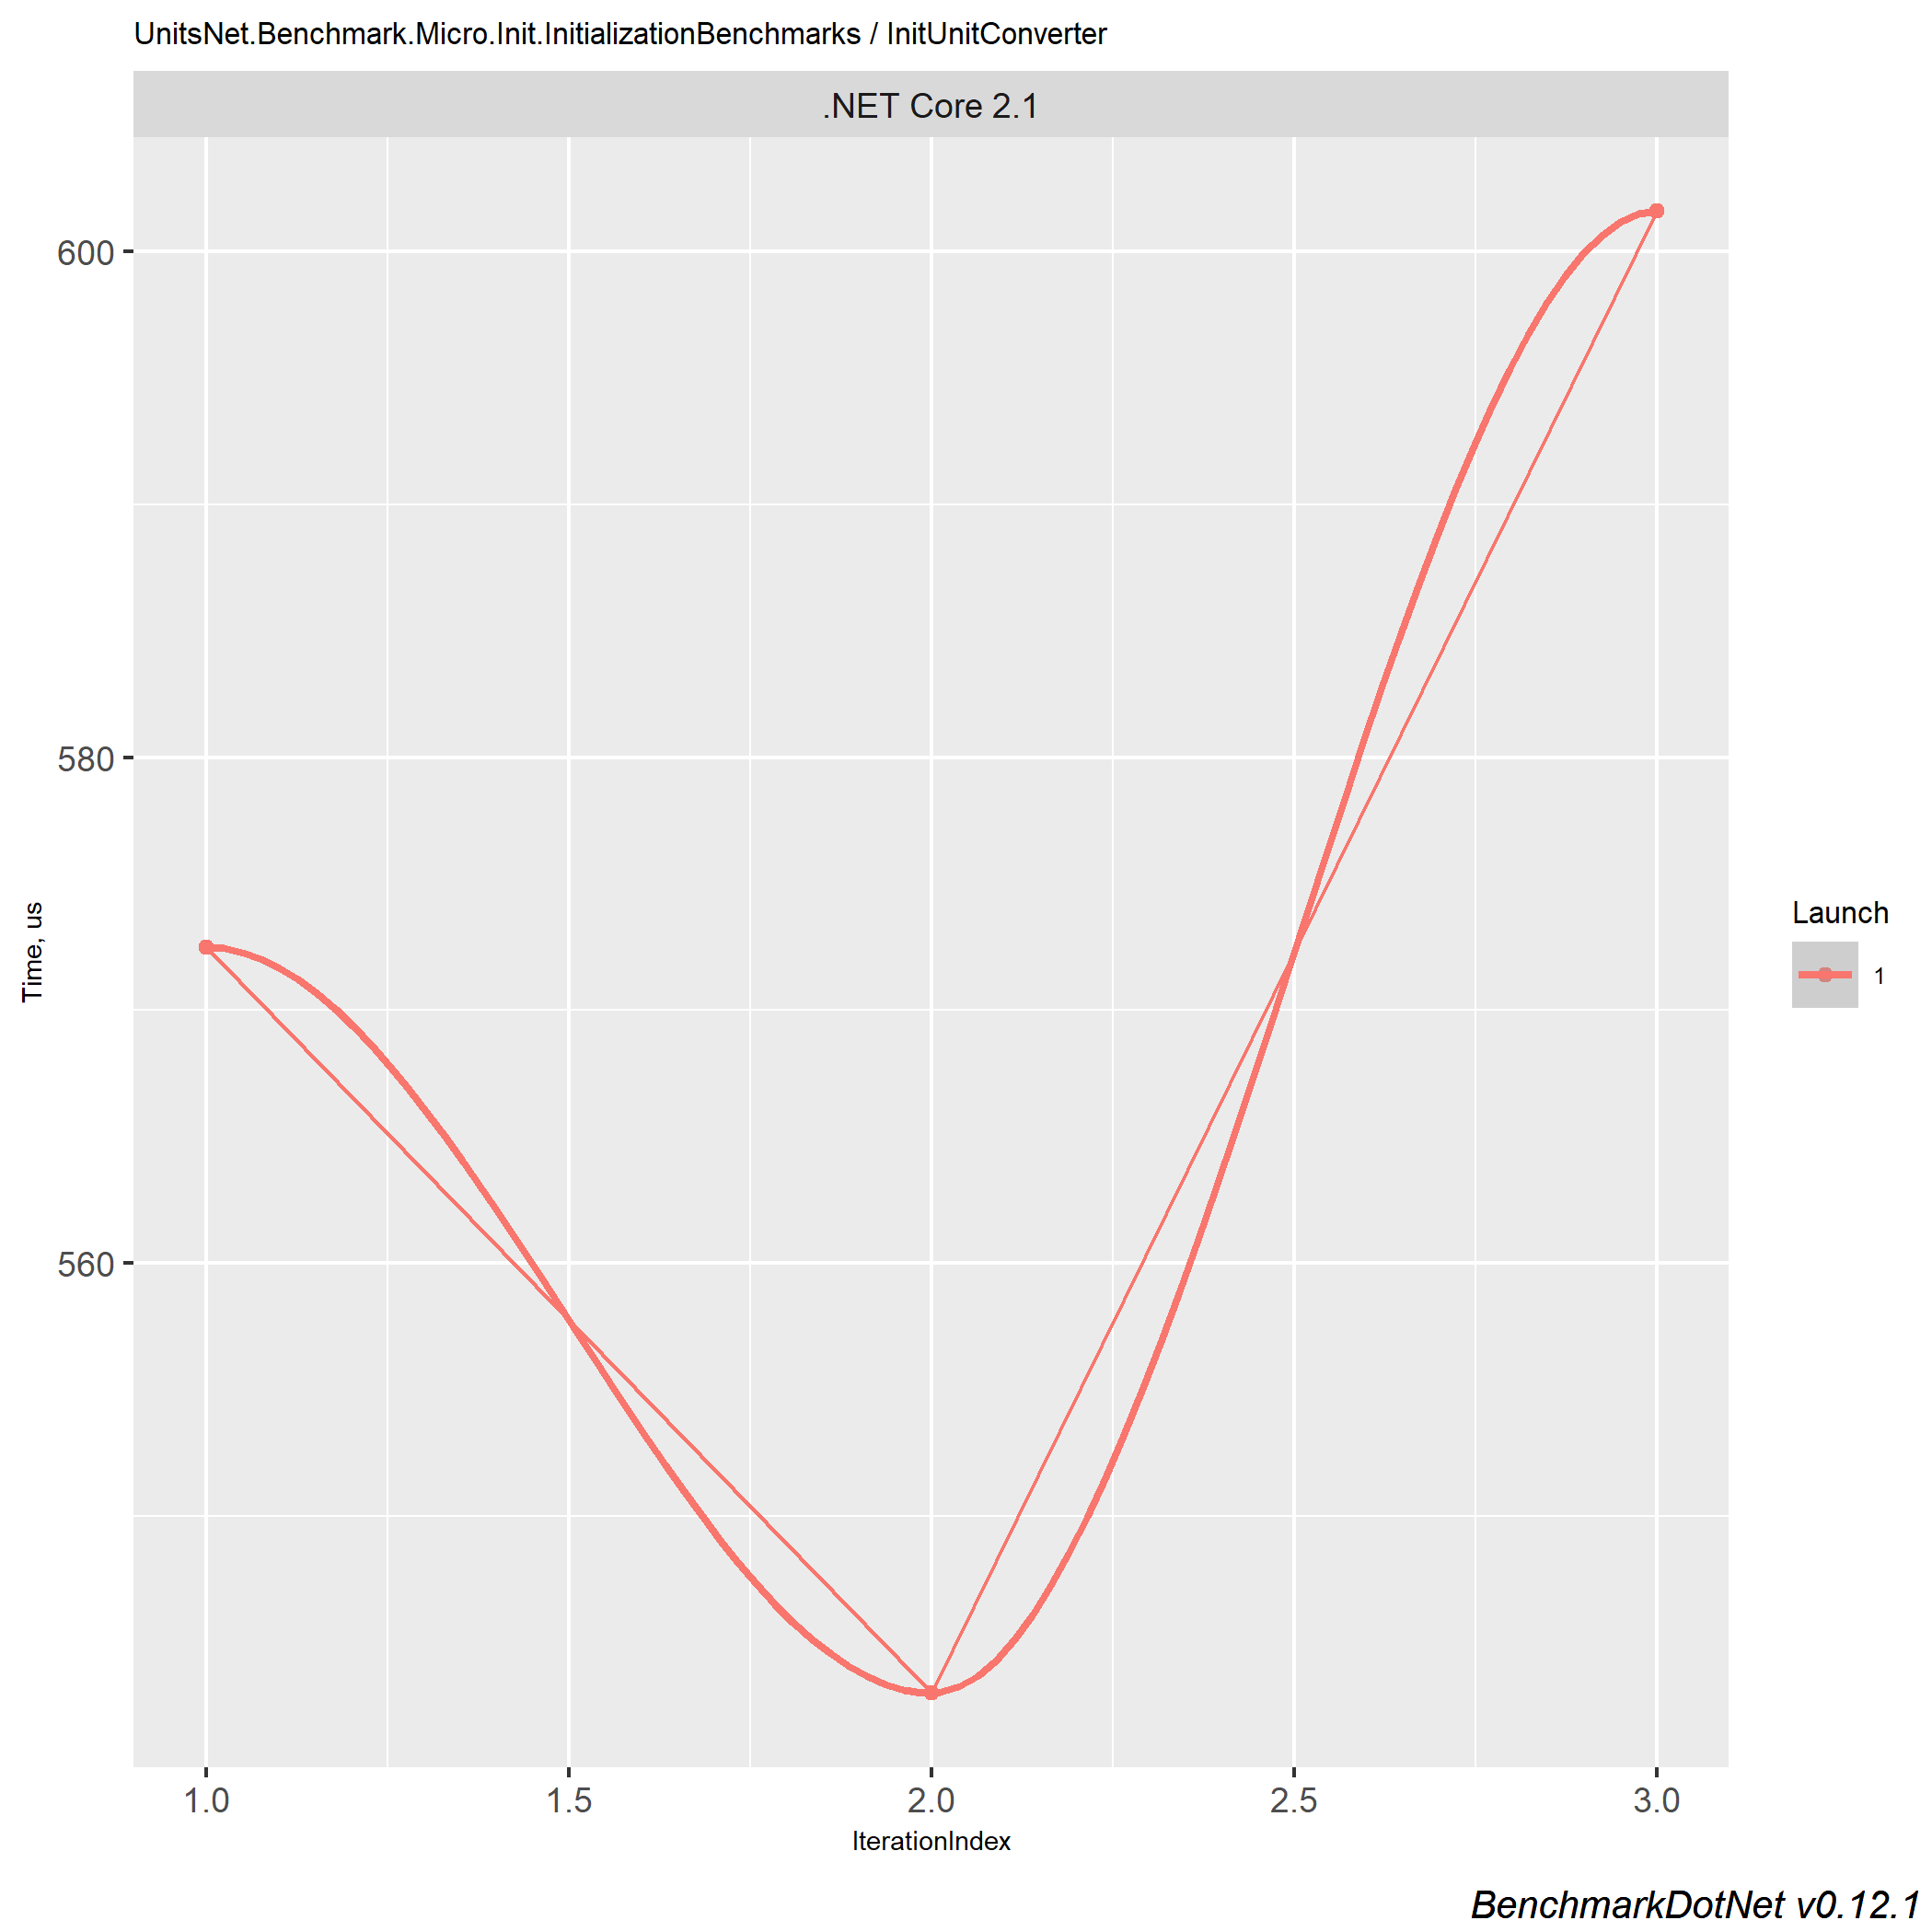 UnitsNet.Benchmark.Micro.Init.InitializationBenchmarks / InitUnitConverter
.NET Core 2.1
600
580
560
Time, us
Launch
1
1.0 1.5 2.0 2.5 3.0
IterationIndex
BenchmarkDotNet v0.12.1